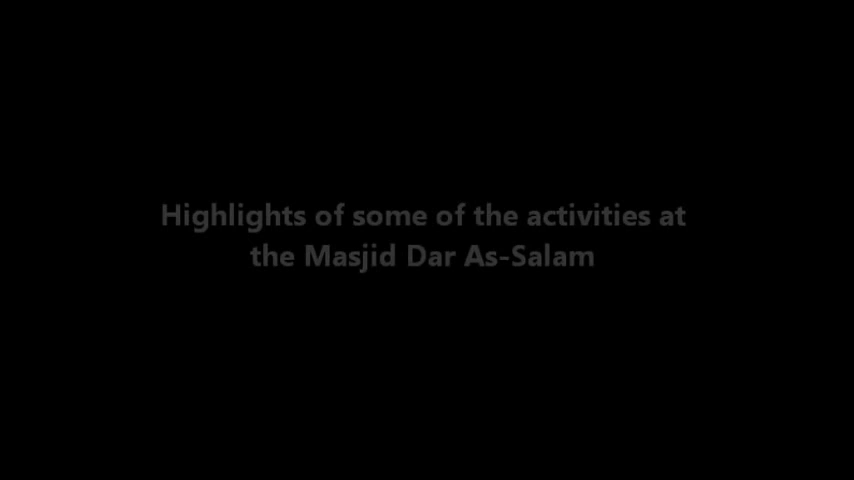 Highlights of some of the activities at
the Masjid Dar As-Salam